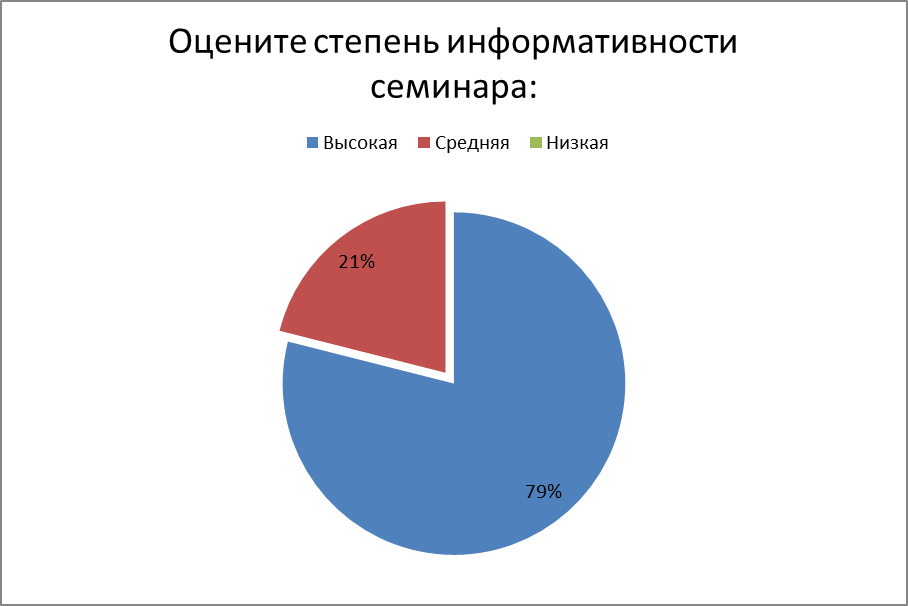 Оцените степень информативности
семинара:
Высокая Средняя Низкая
21%
79%